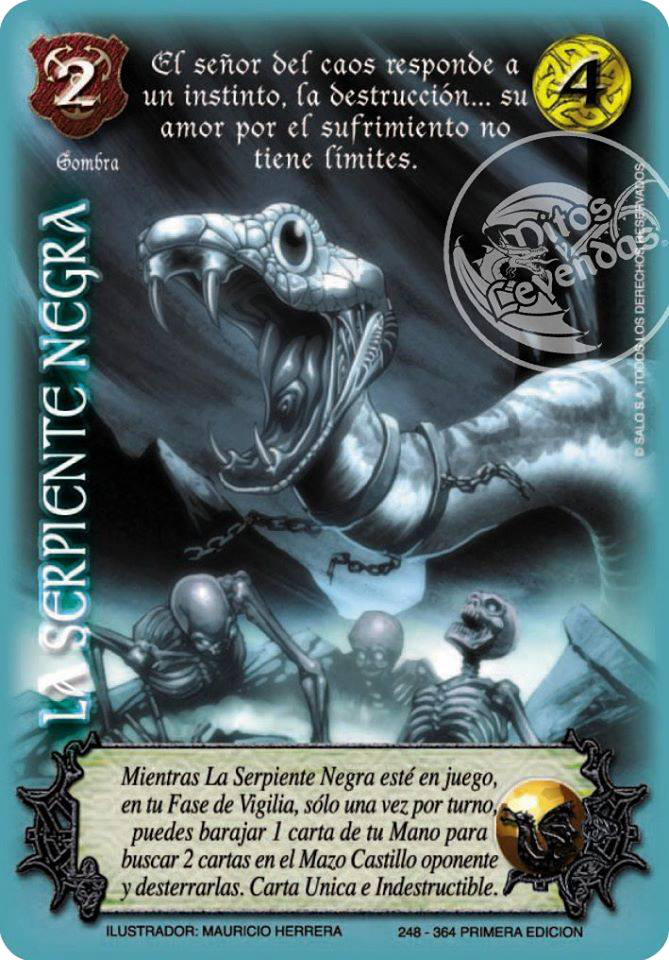 2
El señor del caos responde a
un instinto, la destrucción... su
amor por el sufrimiento no
tiene límites.
4
Sombra
Mitos
y
Leyendas
LA SERPIENTE NEGRA
© SALO S.A. TODOS LOS DERECHOS RESERVADOS
Mientras La Serpiente Negra esté en juego,
en tu Fase de Vigilia, sólo una vez por turno,
puedes barajar 1 carta de tu Mano para
buscar 2 cartas en el Mazo Castillo oponente
y desterrarlas. Carta Unica e Indestructible.
ILUSTRADOR: MAURICIO HERRERA 248 - 364 PRIMERA EDICION